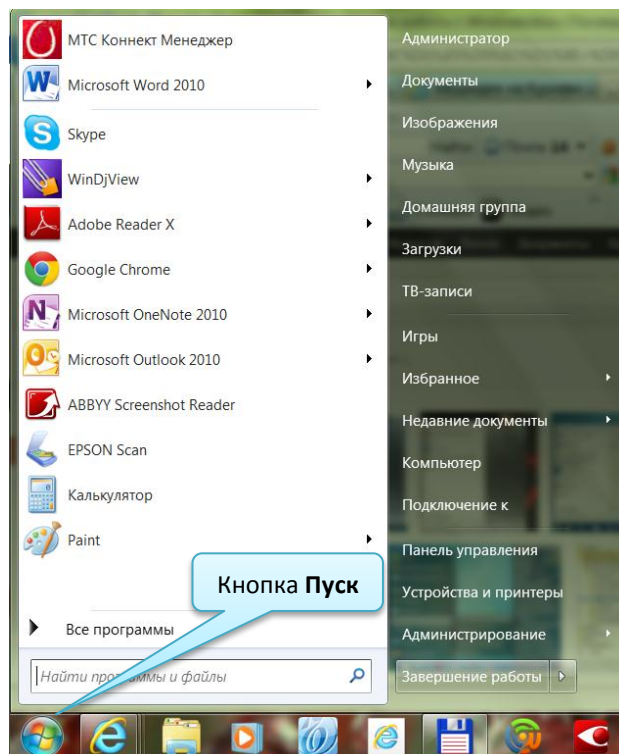 МТС Коннект Менеджер
Microsoft Word 2010
Skype
WinDjView
Adobe Reader X
Google Chrome
Microsoft OneNote 2010
Microsoft Outlook 2010
ABBYY Screenshot Reader
EPSON Scan
Калькулятор
Paint
Кнопка Пуск
Все программы
Найти программы и файлы
Администратор
Документы
Изображения
Музыка
Домашняя группа
Загрузки
ТВ-записи
Игры
Избранное
Недавние документы
Компьютер
Подключение к
Панель управления
Устройства и принтеры
Администрирование
Завершение работы